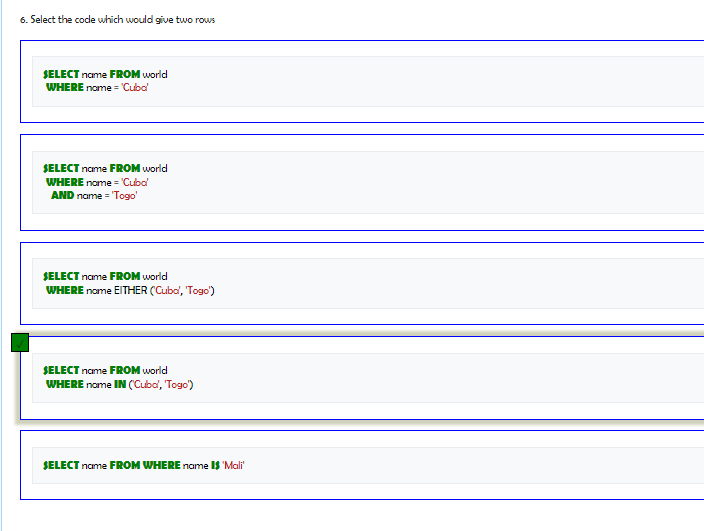 6. Select the code which would give two rows
SELECT name FROM world
WHERE name = 'Cuba'
SELECT name FROM world
WHERE name = 'Cuba'
AND name = 'Togo'
SELECT name FROM world
WHERE name EITHER ('Cuba', 'Togo')
SELECT name FROM world
WHERE name IN ('Cuba', 'Togo')
SELECT name FROM WHERE name IS 'Mali'